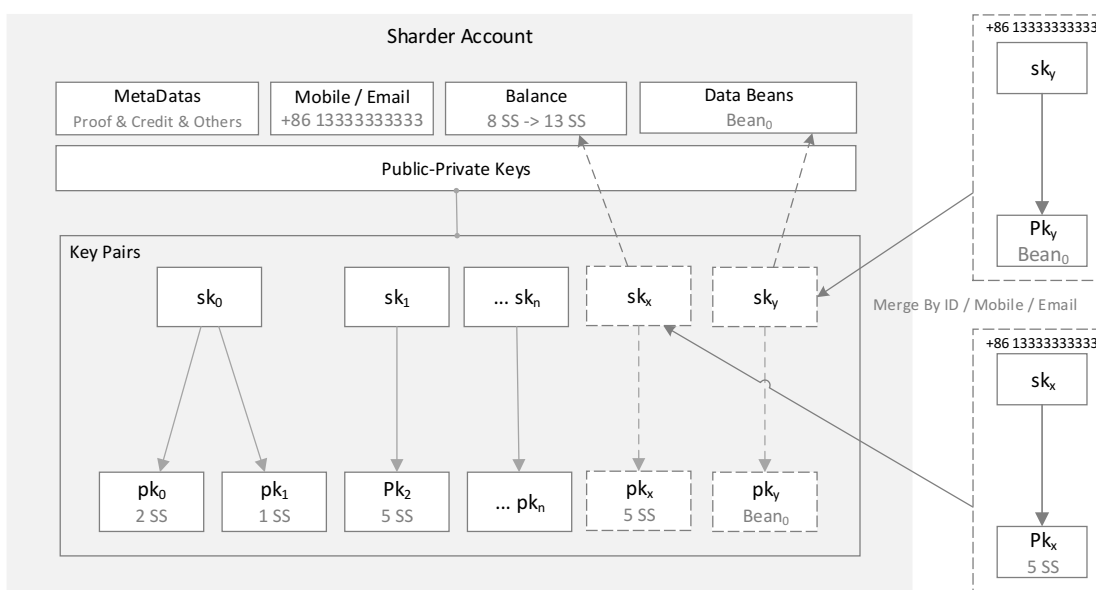 Sharder Account
MetaDatas
Proof & Credit & Others
Mobile / Email
+86 13333333333
Balance
8 SS -> 13 SS
Data Beans
Bean0
Public-Private Keys
Key Pairs
sk0
sk1
... skn
skx
sky
pk0
2 SS
pk1
1 SS
Pk2
5 SS
... pkn
pkx
5 SS
pky
Bean0
+86 13333333333
sky
Pky
Bean0
Merge By ID / Mobile / Email
+86 13333333333
skx
Pkx
5 SS